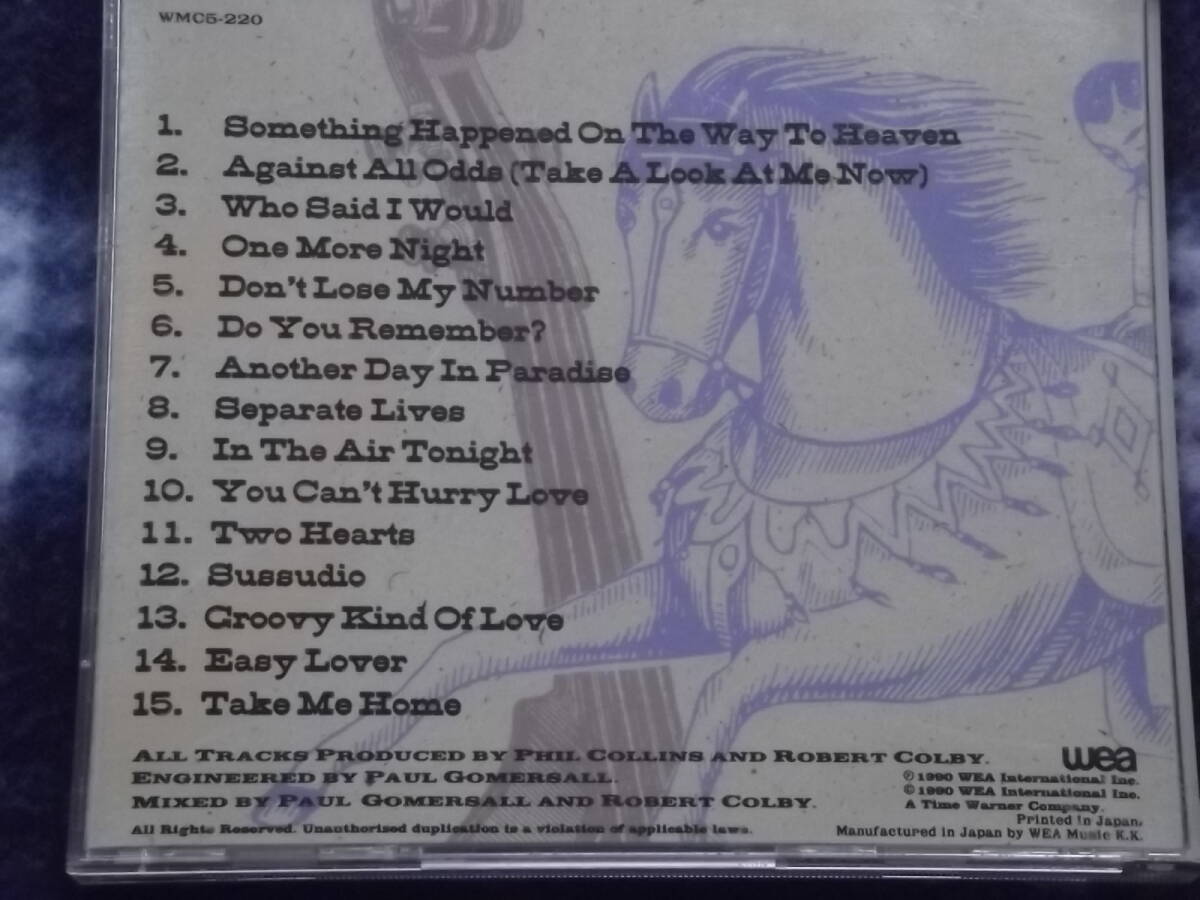 WMC5-220
1. Something Happened On The Way To Heaven
2. Against All Odds (Take A Look At Me Now)
3. Who Said I Would
4. One More Night
5. Don't Lose My Number
6. Do You Remember?
7. Another Day In Paradise
8. Separate Lives
9. In The Air Tonight
10. You Can't Hurry Love
11. Two Hearts
12. Sussudio
13. Groovy Kind Of Love
14. Easy Lover
15. Take Me Home
All Tracks Produced by Phil Collins and Robert Colby.
Engineered by Paul Gomersall.
Mixed by Paul Gomersall and Robert Colby.
All Rights Reserved. Unauthorised duplication is a violation of applicable laws.
wea
℗ 1990 WEA International Inc.
© 1990 WEA International Inc.
A Time Warner Company.
Printed in Japan.
Manufactured in Japan by WEA Music K.K.